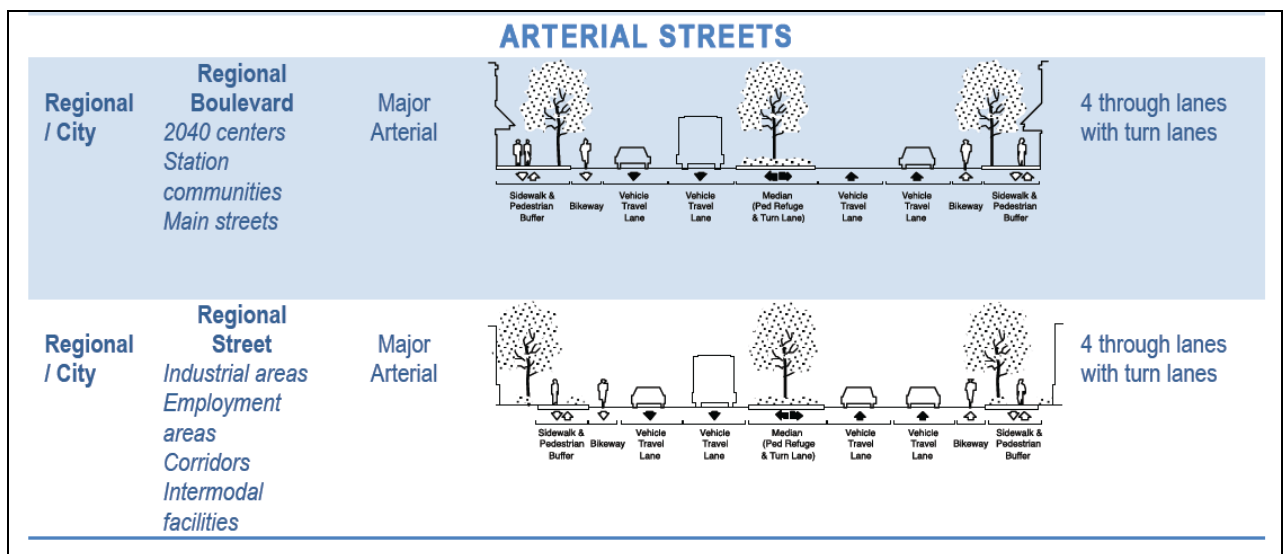 ARTERIAL STREETS
Regional
/ City
Regional
Boulevard
2040 centers
Station
communities
Main streets
Major
Arterial
Sidewalk &
Pedestrian
Buffer
Bikeway
Vehicle
Travel
Lane
Vehicle
Travel
Lane
Median
(Ped Refuge
& Turn Lane)
Vehicle
Travel
Lane
Vehicle
Travel
Lane
Bikeway
Sidewalk &
Pedestrian
Buffer
4 through lanes
with turn lanes
Regional
/ City
Regional
Street
Industrial areas
Employment
areas
Corridors
Intermodal
facilities
Major
Arterial
Sidewalk &
Pedestrian
Buffer
Bikeway
Vehicle
Travel
Lane
Vehicle
Travel
Lane
Median
(Ped Refuge
& Turn Lane)
Vehicle
Travel
Lane
Vehicle
Travel
Lane
Bikeway
Sidewalk &
Pedestrian
Buffer
4 through lanes
with turn lanes